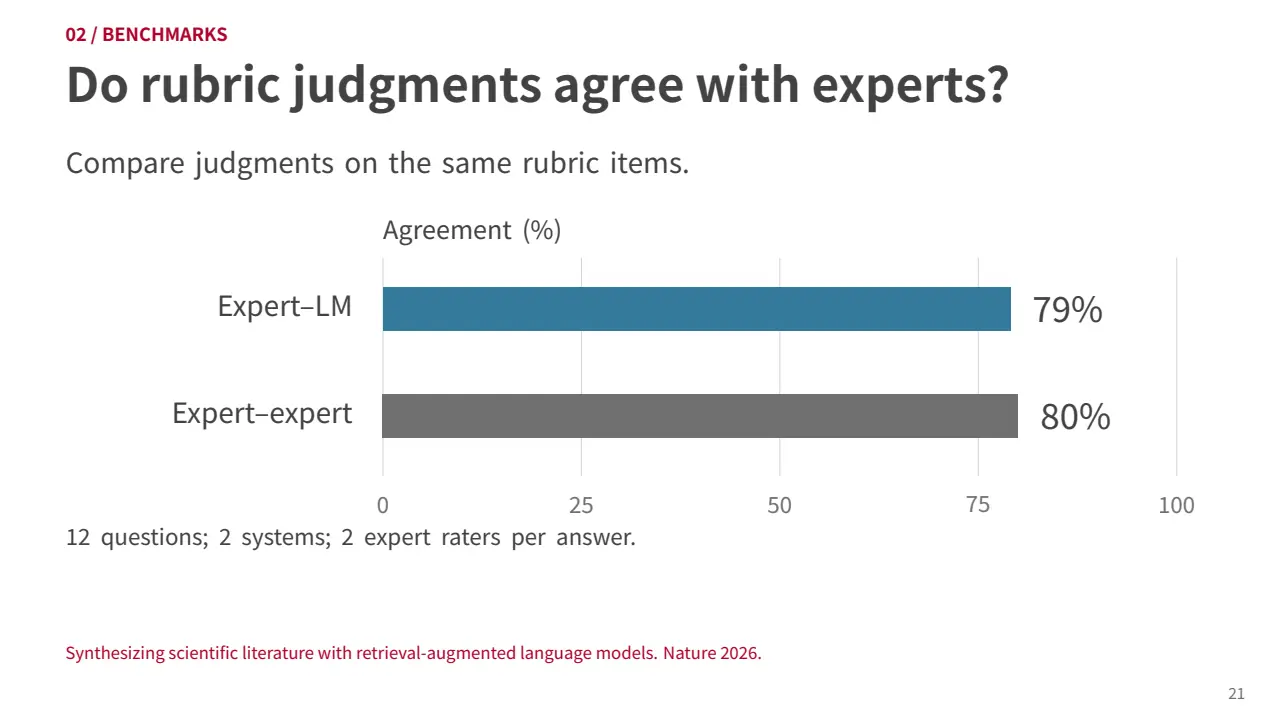 02 / BENCHMARKS
Do rubric judgments agree with experts?
Compare judgments on the same rubric items.
Agreement (%)
Expert–LM
79%
Expert–expert
80%
0 25 50 75 100
12 questions; 2 systems; 2 expert raters per answer.
Synthesizing scientific literature with retrieval-augmented language models. Nature 2026.
21